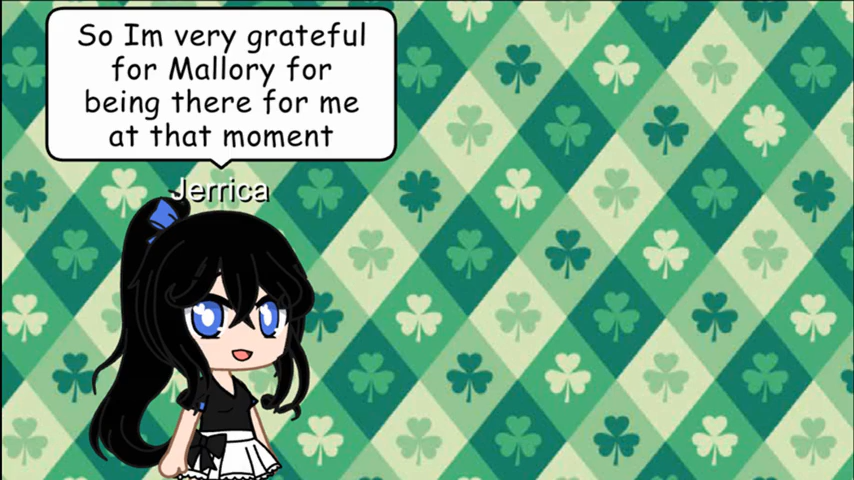 So Im very grateful
for Mallory for
being there for me
at that moment
Jerrica